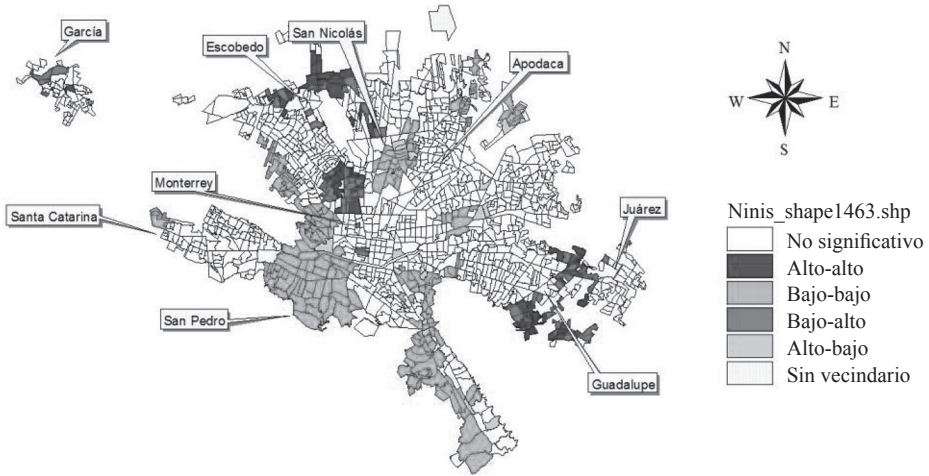 García
San Nicolás
Escobedo
Apodaca
Monterrey
Santa Catarina
Juárez
San Pedro
Guadalupe
N
W
E
S
Ninis_shape1463.shp
No significativo
Alto-alto
Bajo-bajo
Bajo-alto
Alto-bajo
Sin vecindario